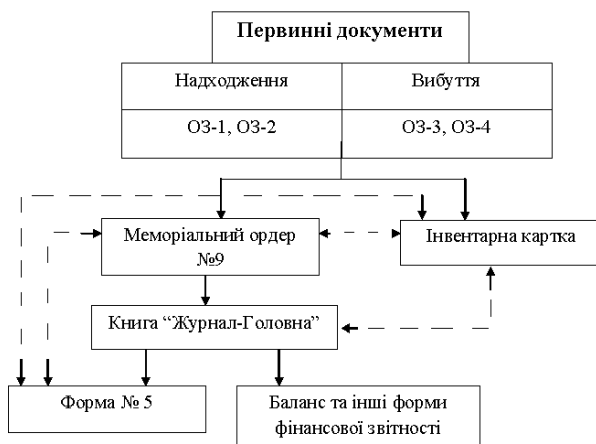 Первинні документи
Надходження
Вибуття
ОЗ-1, ОЗ-2
ОЗ-3, ОЗ-4
Меморіальний ордер
№9
Інвентарна картка
Книга “Журнал-Головна”
Форма № 5
Баланс та інші форми
фінансової звітності